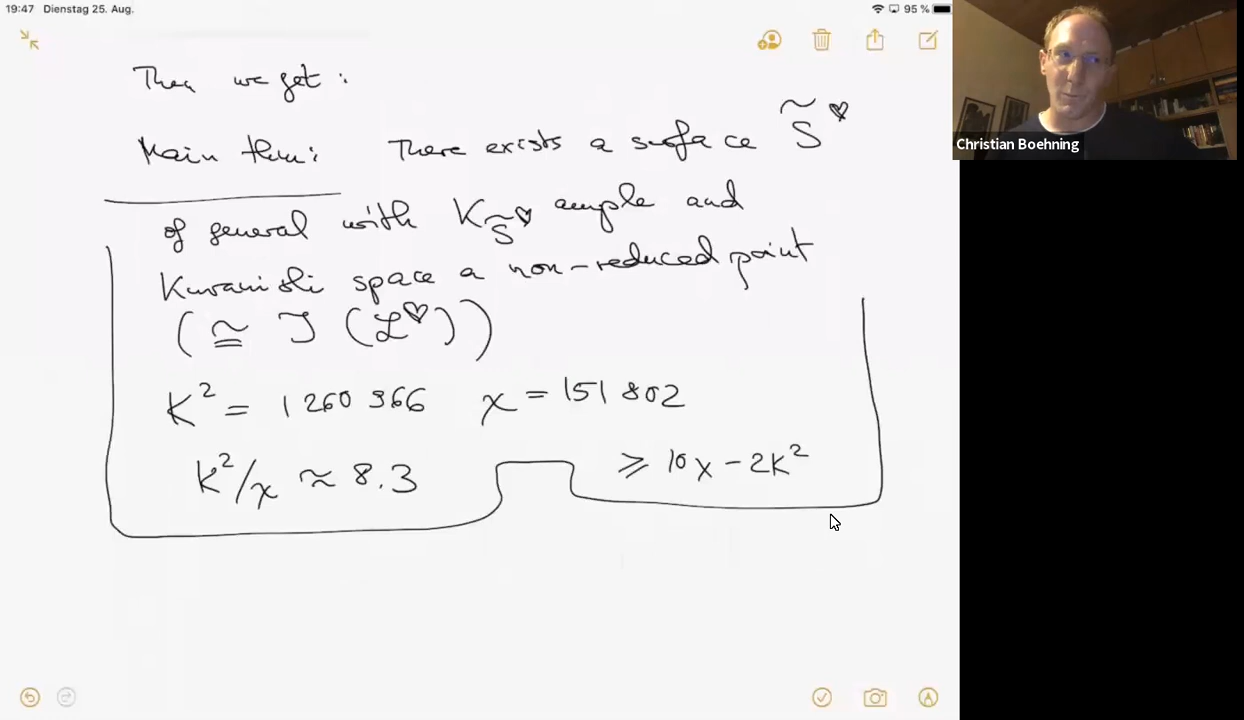 19:47 Dienstag 25. Aug. 95 %
Then we get:
Main thm: There exists a surface S̃♡
of general with K_S̃♡ ample and
Kuranishi space a non-reduced point
(≅ T (L♡))
K² = 1 260 966 χ = 151 802
K²/χ ≈ 8.3 ≥ 10χ - 2K²
Christian Boehning